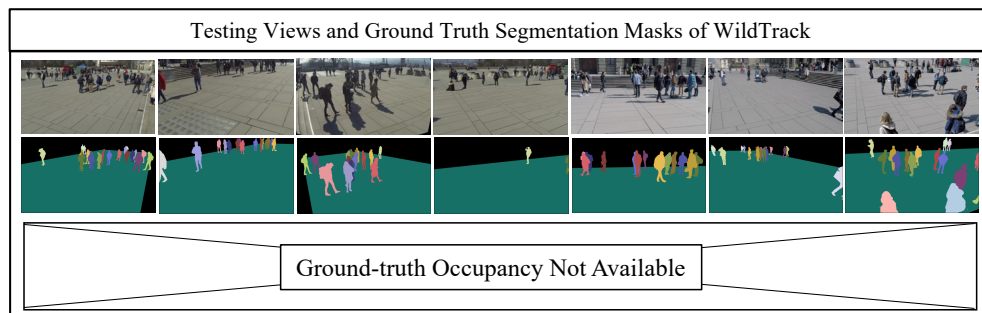 Testing Views and Ground Truth Segmentation Masks of WildTrack
Ground-truth Occupancy Not Available